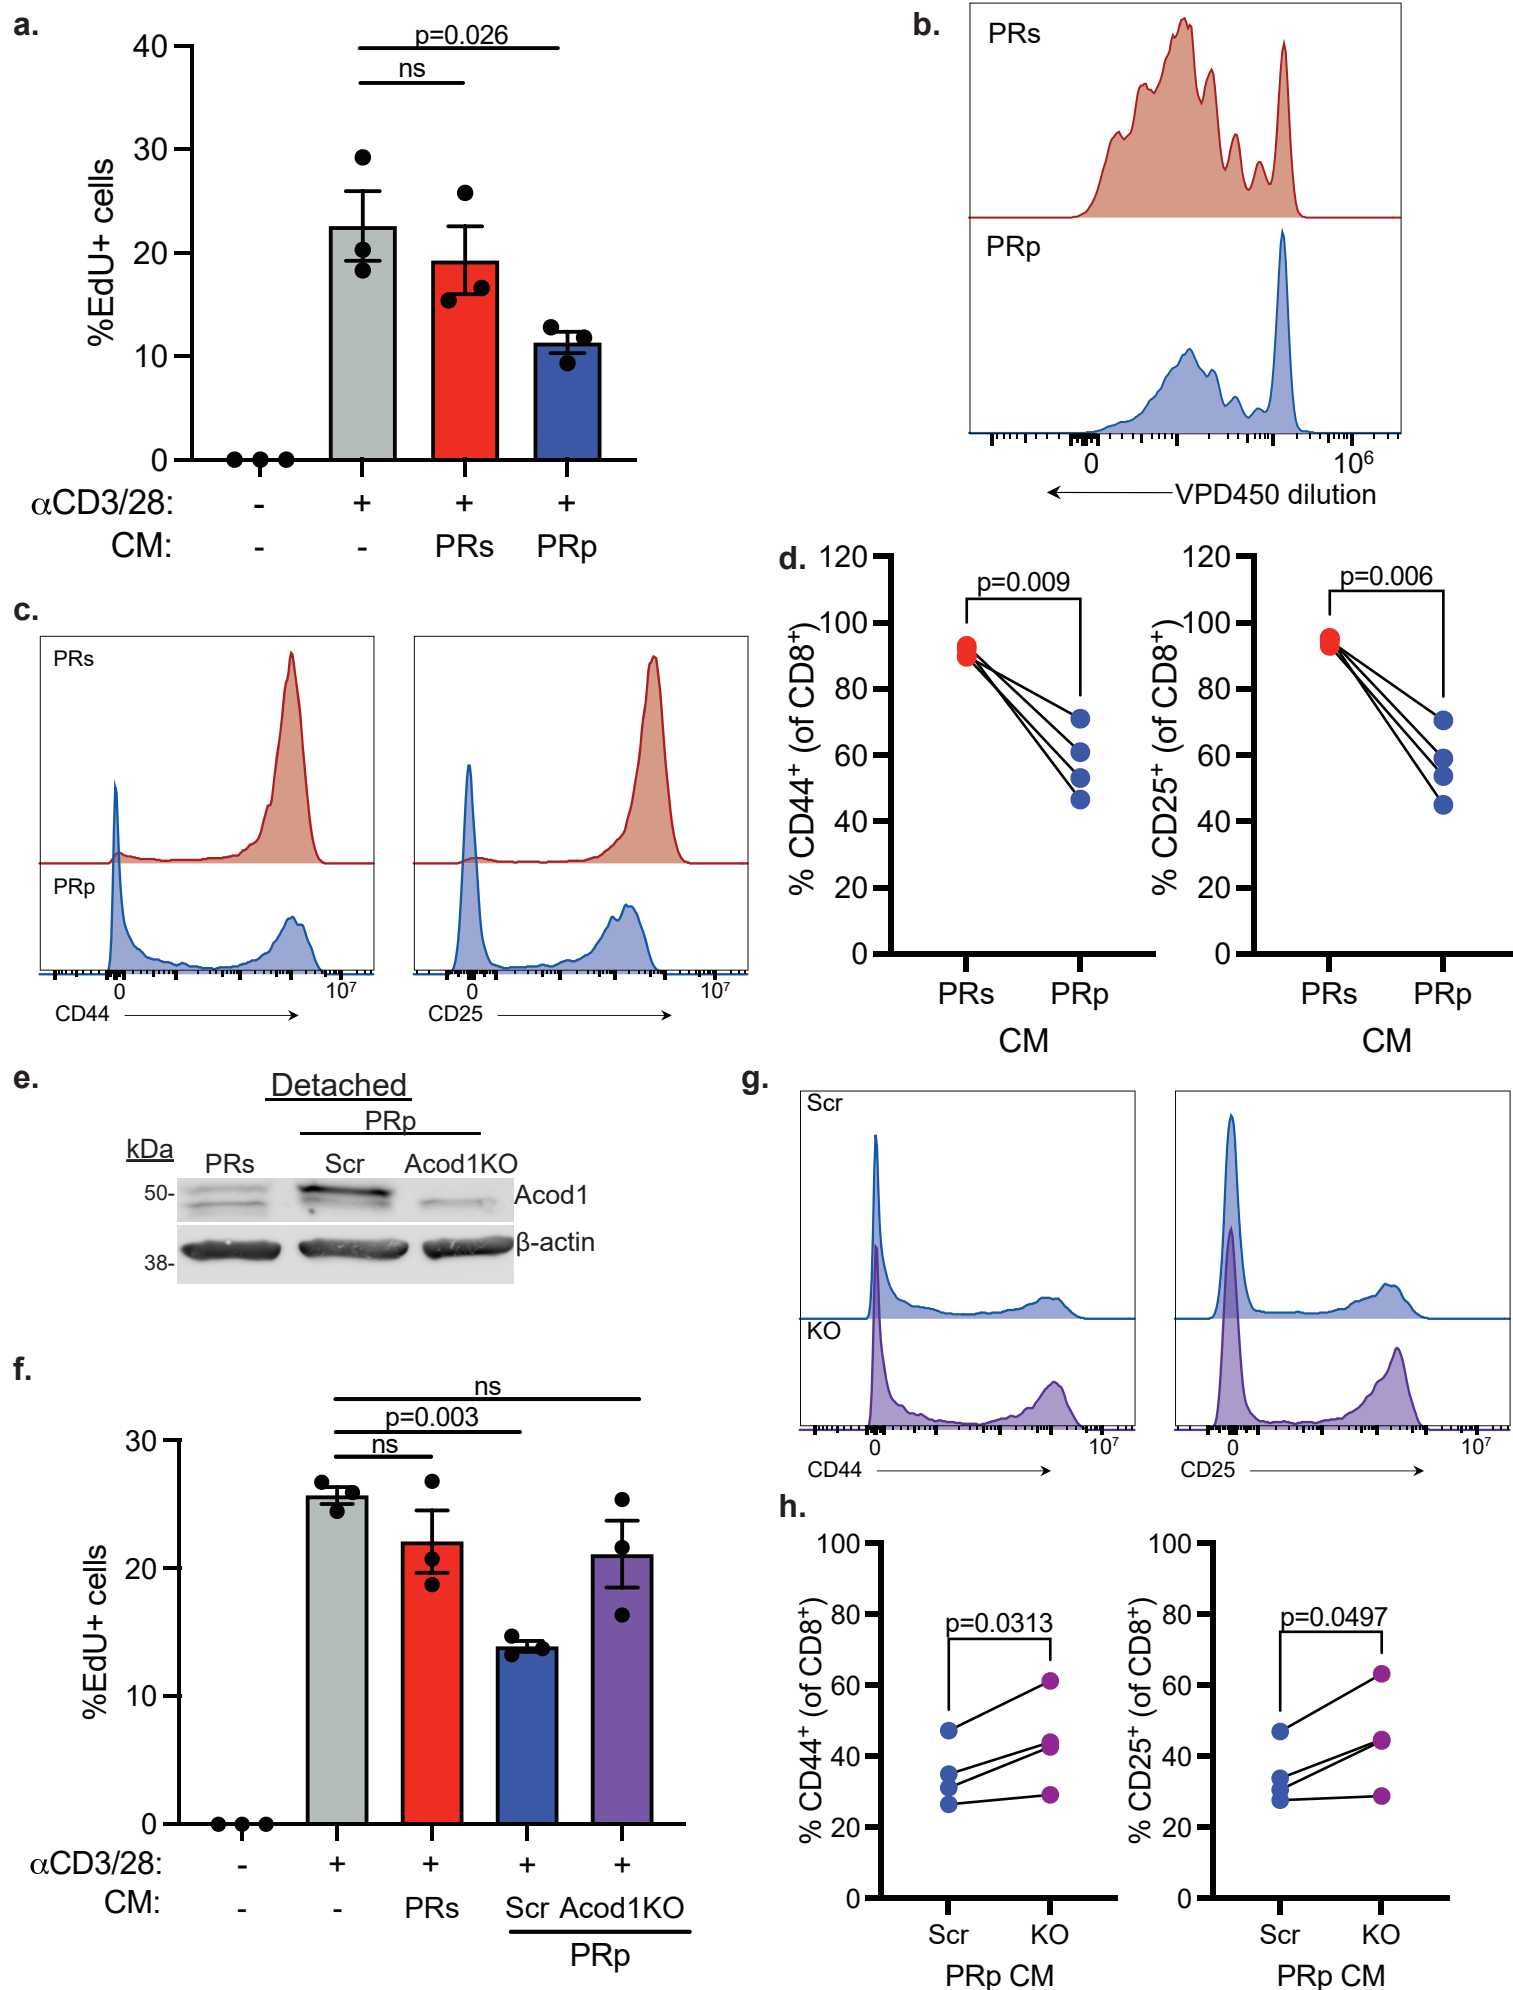 a.
p=0.026
ns
40
30
20
10
0
%EdU+ cells
αCD3/28: - + + +
CM: - - PRs PRp
b.
PRs
PRp
0 10⁶
VPD450 dilution
c.
PRs
PRp
0 10⁷
CD44
0 10⁷
CD25
d.
p=0.009
120
100
80
60
40
20
0
% CD44⁺ (of CD8⁺)
PRs PRp
CM
p=0.006
120
100
80
60
40
20
0
% CD25⁺ (of CD8⁺)
PRs PRp
CM
e.
Detached
PRp
kDa
PRs Scr Acod1KO
50-
Acod1
β-actin
38-
f.
ns
p=0.003
ns
30
20
10
0
%EdU+ cells
αCD3/28: - + + + +
CM: - - PRs Scr Acod1KO
PRp
g.
Scr
KO
0 10⁷
CD44
0 10⁷
CD25
h.
p=0.0313
100
80
60
40
20
0
% CD44⁺ (of CD8⁺)
Scr KO
PRp CM
p=0.0497
100
80
60
40
20
0
% CD25⁺ (of CD8⁺)
Scr KO
PRp CM